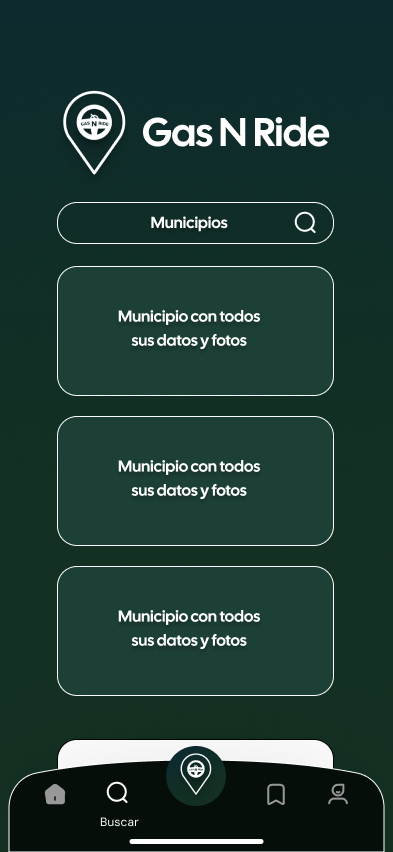 GAS N RIDE
Gas N Ride
Municipios
Municipio con todos
sus datos y fotos
Municipio con todos
sus datos y fotos
Municipio con todos
sus datos y fotos
Buscar